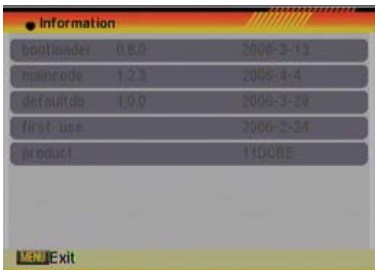 Information
bootloader 0.8.0 2006-3-13
maincode 1.2.3 2006-4-4
defaultdb 1.0.0 2006-3-28
first use 2006-2-24
product 11DCBE
MENU Exit